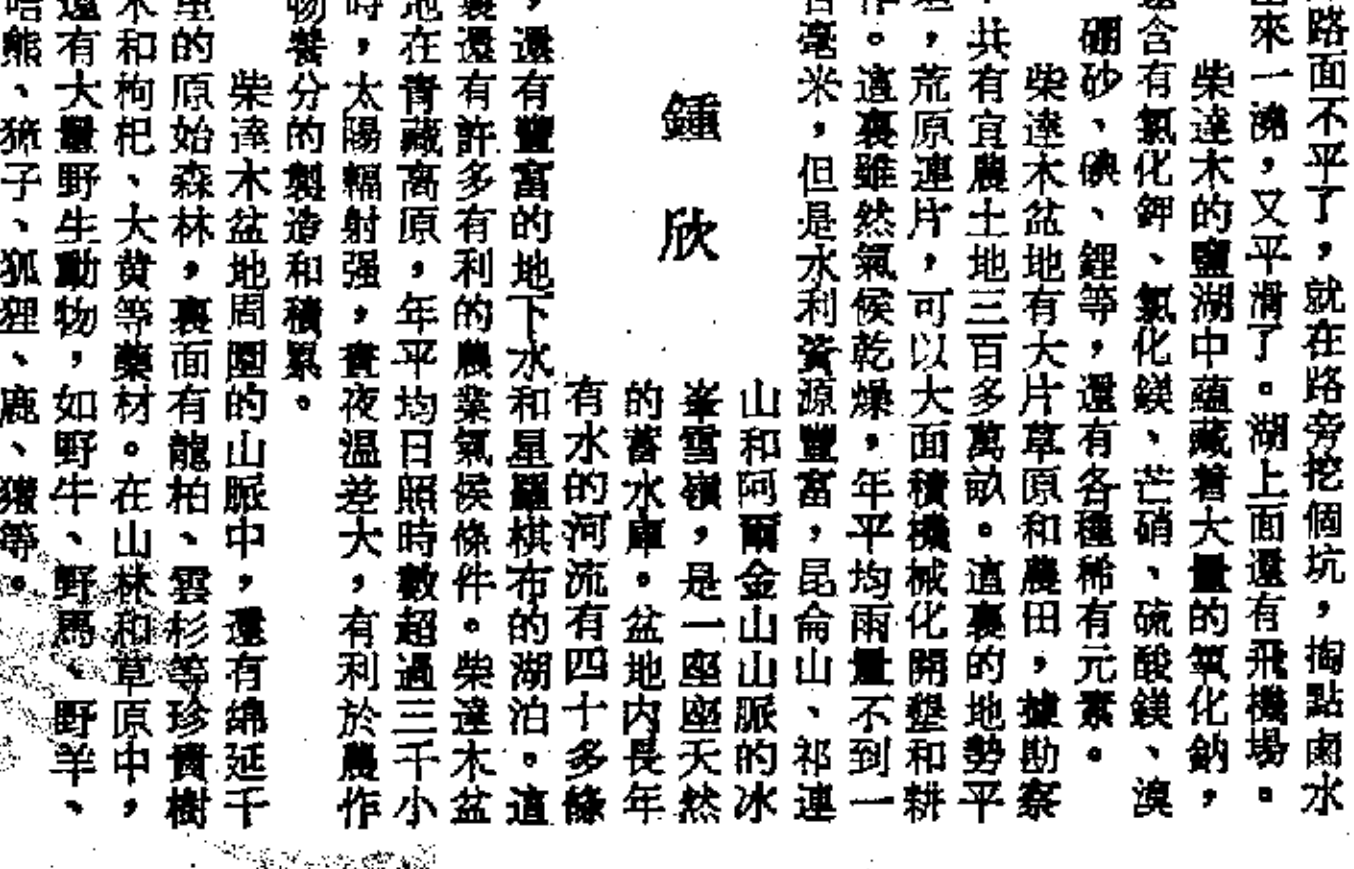 路面不平了，就在路旁挖個坑，掏點鹵水
來一澆，又平滑了。湖上面還有飛機場。
柴達木的鹽湖中蘊藏着大量的氧化鈉，
含有氯化鉀、氯化鎂、芒硝、硫酸鎂、溴
硼砂、碘、鋰等，還有各種稀有元素。
柴達木盆地有大片草原和農田，據勘察
，共有宜農土地三百多萬畝。這裏的地勢平
，荒原連片，可以大面積機械化開墾和耕
作。這裏雖然氣候乾燥，年平均雨量不到一
百毫米，但是水利資源豐富，昆侖山、祁連
山和阿爾金山山脈的冰
峯雪嶺，是一座座天然
的蓄水庫。盆地内長年
有水的河流有四十多條
，還有豐富的地下水和星羅棋布的湖泊。這
裏還有許多有利的農業氣候條件。柴達木盆
地在青藏高原，年平均日照時數超過三千小
時，太陽輻射强，晝夜温差大，有利於農作
物養分的製造和積累。
柴達木盆地周圍的山脈中，還有綿延千
里的原始森林，裏面有龍柏、雲杉等珍貴樹
木和枸杞、大黄等藥材。在山林和草原中，
還有大量野生動物，如野牛、野馬、野羊、
哈熊、獐子、狐狸、鹿、獾等。
鍾欣